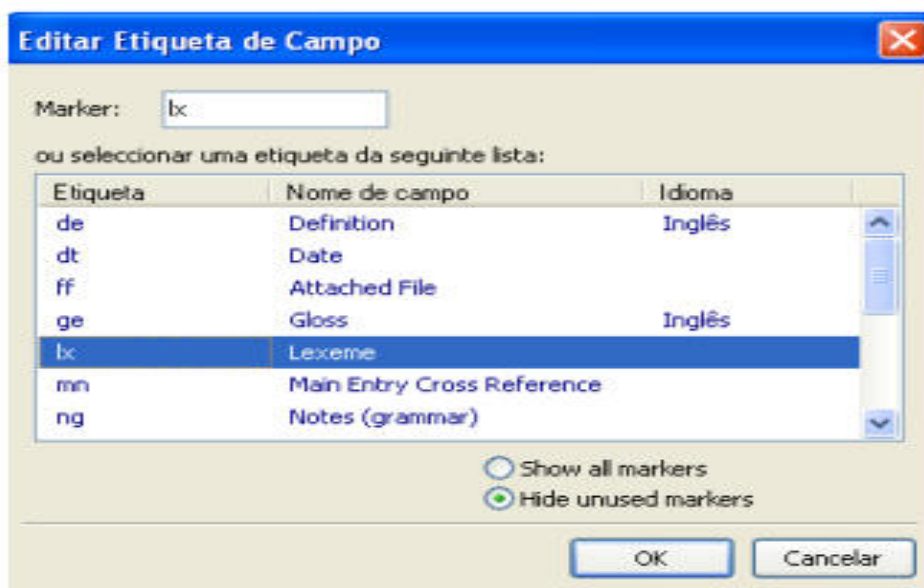 Editar Etiqueta de Campo
Marker: lx
ou seleccionar uma etiqueta da seguinte lista:
Etiqueta Nome de campo Idioma
de Definition Inglês
dt Date
ff Attached File
ge Gloss Inglês
lx Lexeme
mn Main Entry Cross Reference
ng Notes (grammar)
Show all markers
Hide unused markers
OK Cancelar